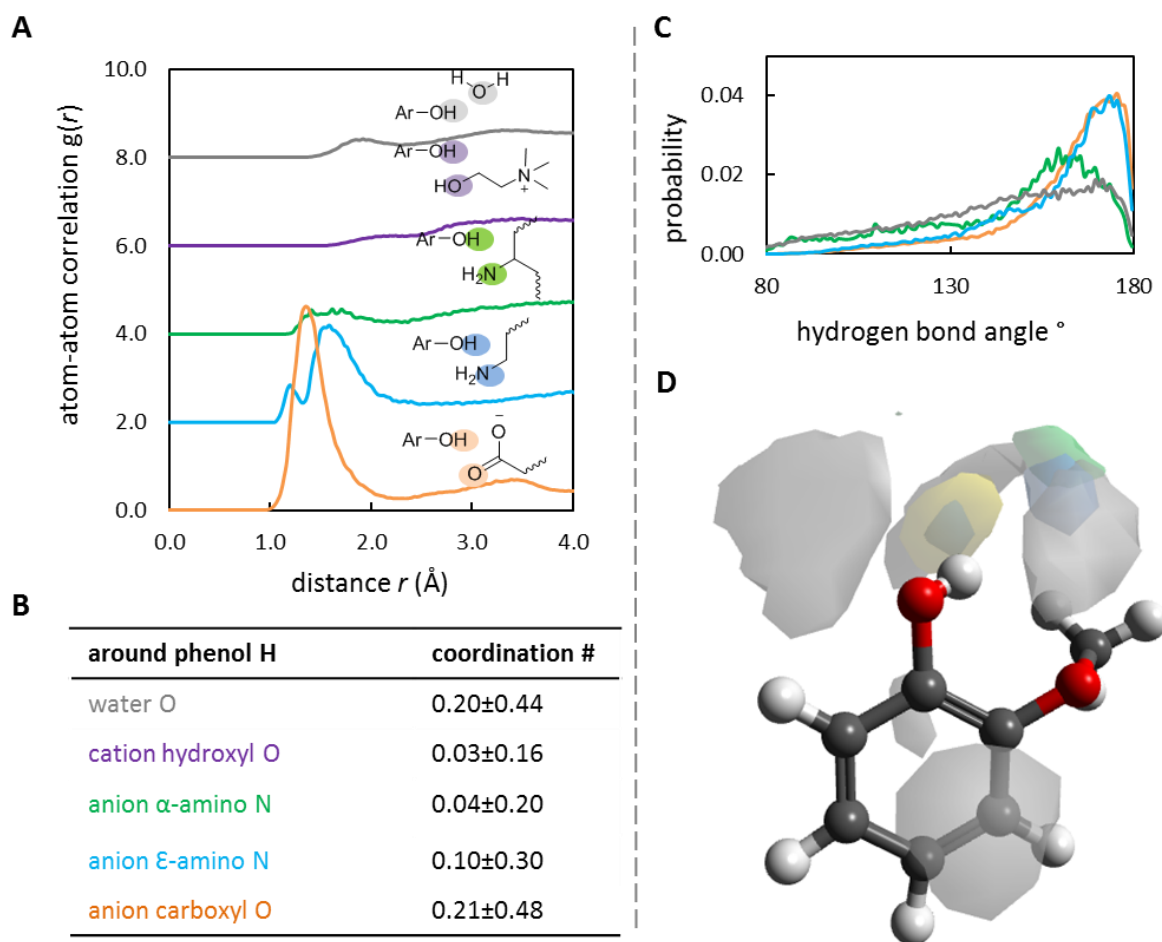 A
atom-atom correlation g(r)
10.0
8.0
6.0
4.0
2.0
0.0
H H
O
Ar–OH
Ar–OH
HO N
+
Ar–OH
H₂N
Ar–OH
H₂N
−
O
Ar–OH
O
0.0 1.0 2.0 3.0 4.0
distance r (Å)
B
around phenol H coordination #
water O 0.20±0.44
cation hydroxyl O 0.03±0.16
anion α-amino N 0.04±0.20
anion Ɛ-amino N 0.10±0.30
anion carboxyl O 0.21±0.48
C
probability
0.04
0.02
0.00
80 130 180
hydrogen bond angle °
D